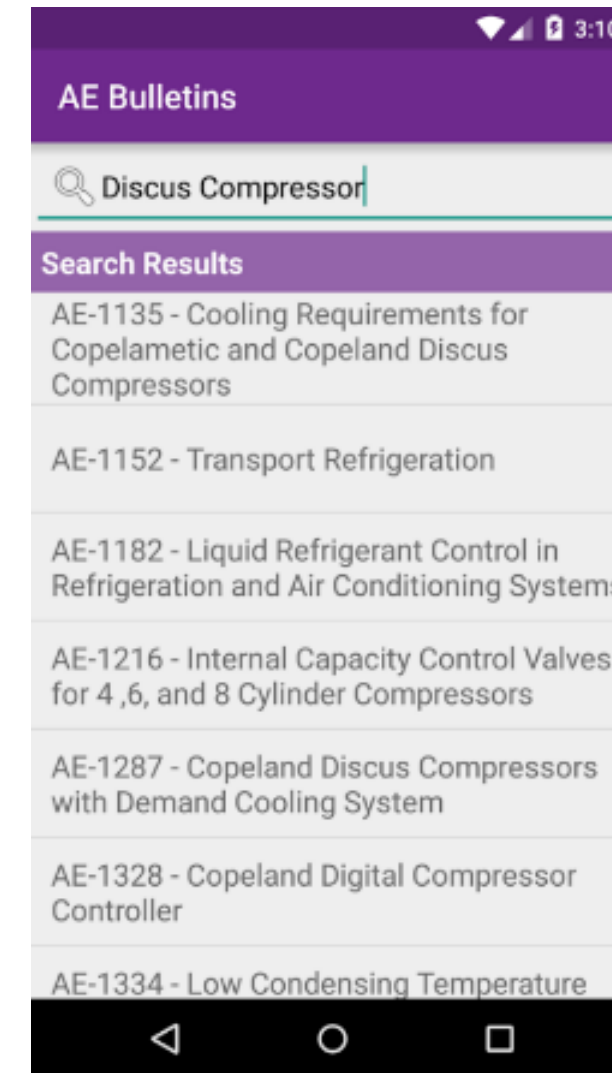 3:10
AE Bulletins
Discus Compressor
Search Results
AE-1135 - Cooling Requirements for
Copelametic and Copeland Discus
Compressors
AE-1152 - Transport Refrigeration
AE-1182 - Liquid Refrigerant Control in
Refrigeration and Air Conditioning Systems
AE-1216 - Internal Capacity Control Valves
for 4 ,6, and 8 Cylinder Compressors
AE-1287 - Copeland Discus Compressors
with Demand Cooling System
AE-1328 - Copeland Digital Compressor
Controller
AE-1334 - Low Condensing Temperature